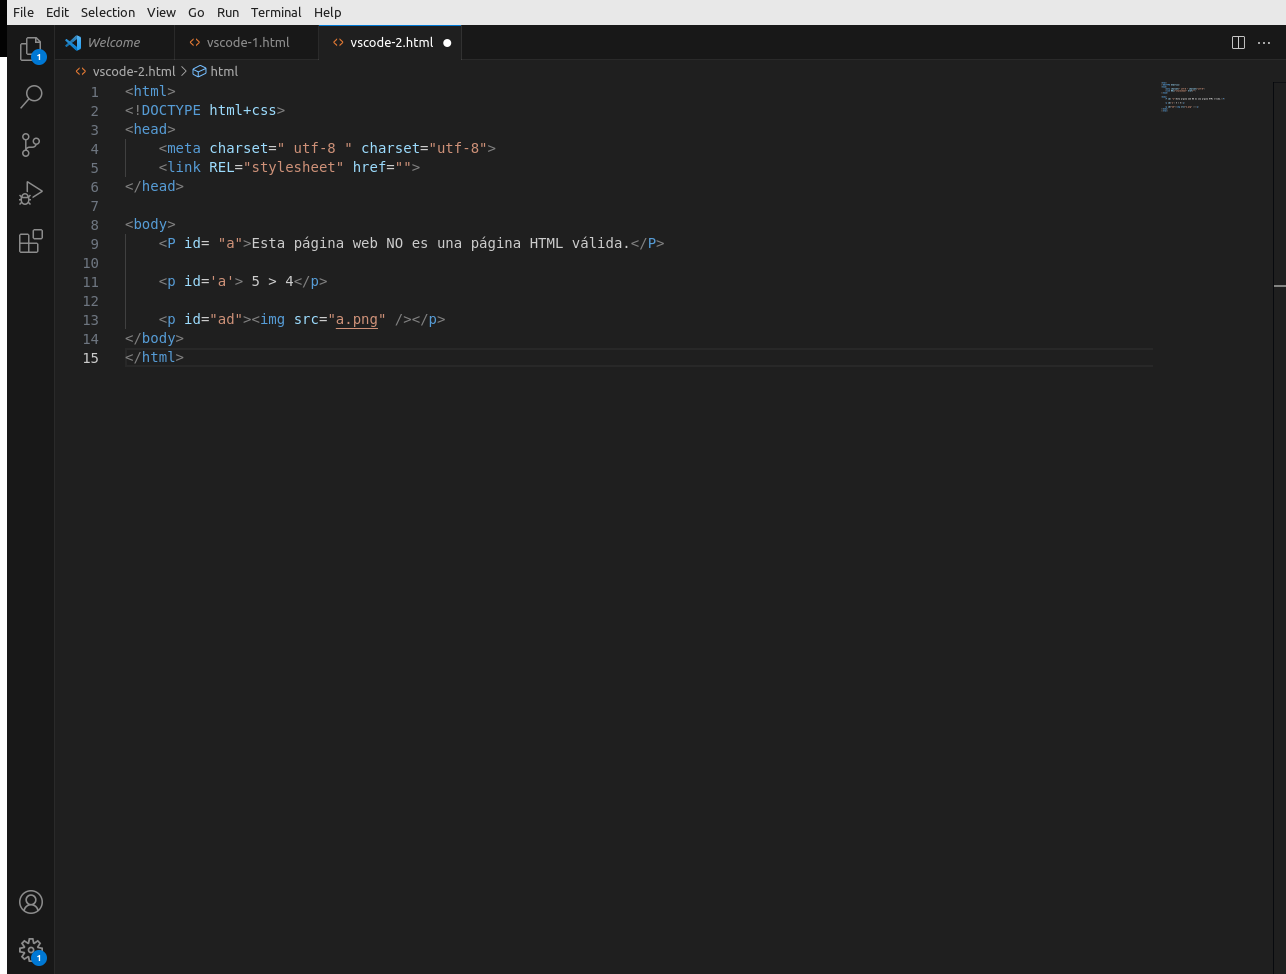 File Edit Selection View Go Run Terminal Help
Welcome vscode-1.html vscode-2.html
vscode-2.html > html
1 <html>
2 <!DOCTYPE html+css>
3 <head>
4 <meta charset=" utf-8 " charset="utf-8">
5 <link REL="stylesheet" href="">
6 </head>
7
8 <body>
9 <P id= "a">Esta página web NO es una página HTML válida.</P>
10
11 <p id='a'> 5 > 4</p>
12
13 <p id="ad"><img src="a.png" /></p>
14 </body>
15 </html>
1
1